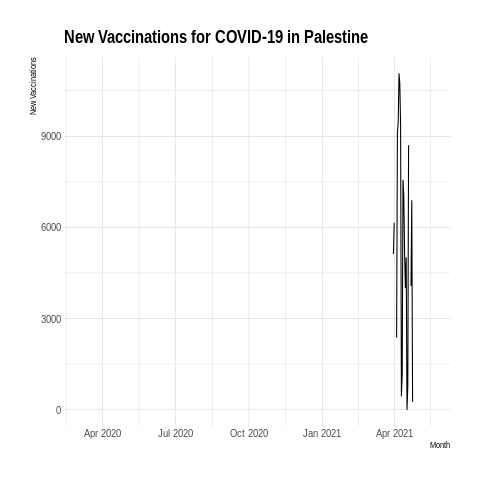 New Vaccinations for COVID-19 in Palestine
New Vaccinations
9000
6000
3000
0
Apr 2020 Jul 2020 Oct 2020 Jan 2021 Apr 2021
Month